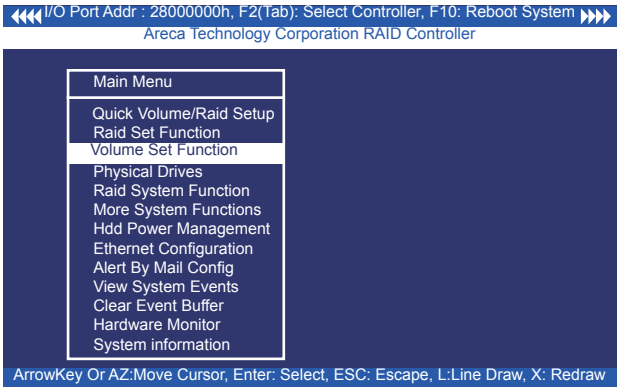 I/O Port Addr : 28000000h, F2(Tab): Select Controller, F10: Reboot System
Areca Technology Corporation RAID Controller
Main Menu
Quick Volume/Raid Setup
Raid Set Function
Volume Set Function
Physical Drives
Raid System Function
More System Functions
Hdd Power Management
Ethernet Configuration
Alert By Mail Config
View System Events
Clear Event Buffer
Hardware Monitor
System information
ArrowKey Or AZ:Move Cursor, Enter: Select, ESC: Escape, L:Line Draw, X: Redraw